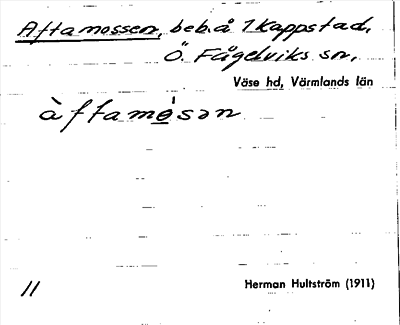 Aftamossen, beb. å 1 Kappstad,
Ö. Fågelviks sn,
Väse hd, Värmlands län
àftamósən
11
Herman Hultström (1911)